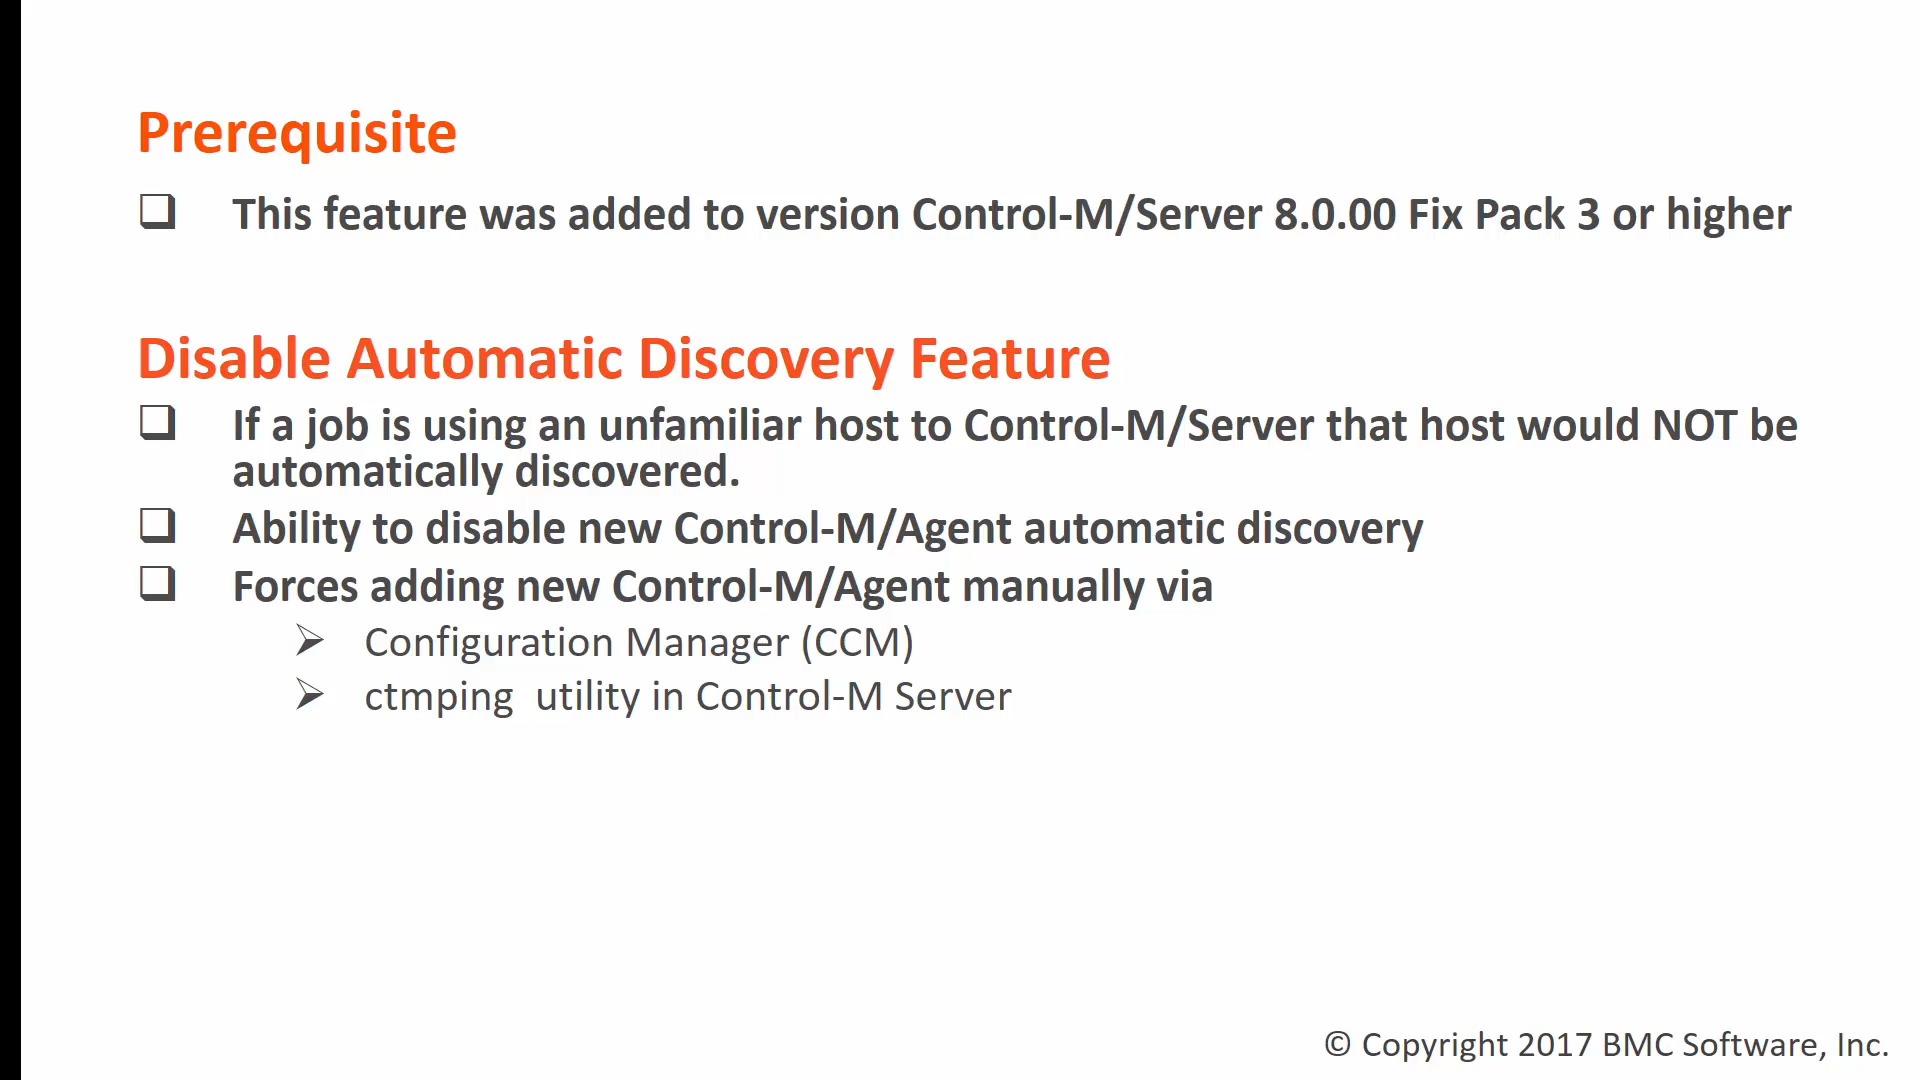 Prerequisite
This feature was added to version Control-M/Server 8.0.00 Fix Pack 3 or higher
Disable Automatic Discovery Feature
If a job is using an unfamiliar host to Control-M/Server that host would NOT be
automatically discovered.
Ability to disable new Control-M/Agent automatic discovery
Forces adding new Control-M/Agent manually via
Configuration Manager (CCM)
ctmping  utility in Control-M Server
© Copyright 2017 BMC Software, Inc.